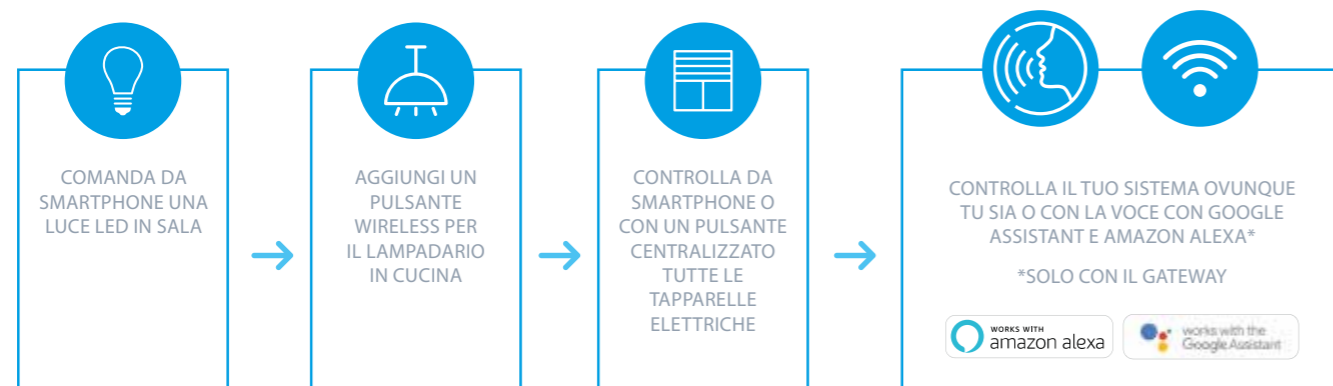 COMANDA DA
SMARTPHONE UNA
LUCE LED IN SALA
AGGIUNGI UN
PULSANTE
WIRELESS PER
IL LAMPADARIO
IN CUCINA
CONTROLLA DA
SMARTPHONE O
CON UN PULSANTE
CENTRALIZZATO
TUTTE LE
TAPPARELLE
ELETTRICHE
CONTROLLA IL TUO SISTEMA OVUNQUE
TU SIA O CON LA VOCE CON GOOGLE
ASSISTANT E AMAZON ALEXA*
*SOLO CON IL GATEWAY
WORKS WITH
amazon alexa
works with the
Google Assistant